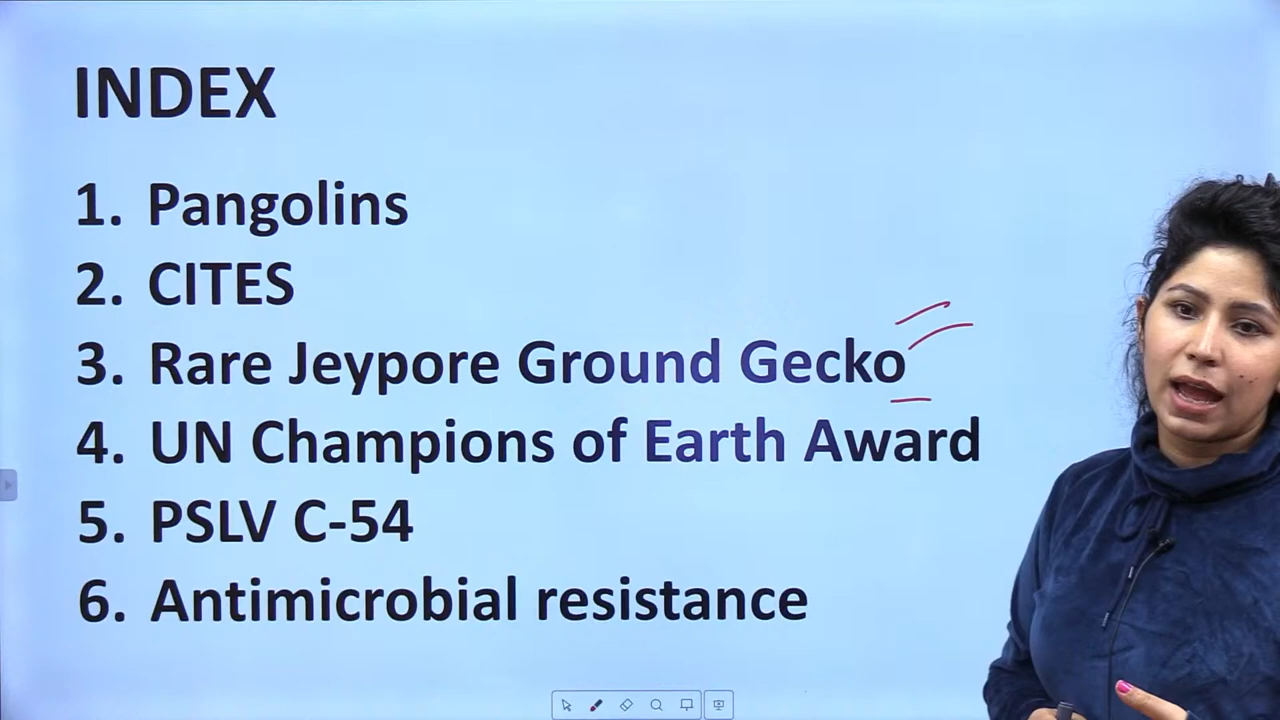 INDEX
1. Pangolins
2. CITES
3. Rare Jeypore Ground Gecko
4. UN Champions of Earth Award
5. PSLV C-54
6. Antimicrobial resistance